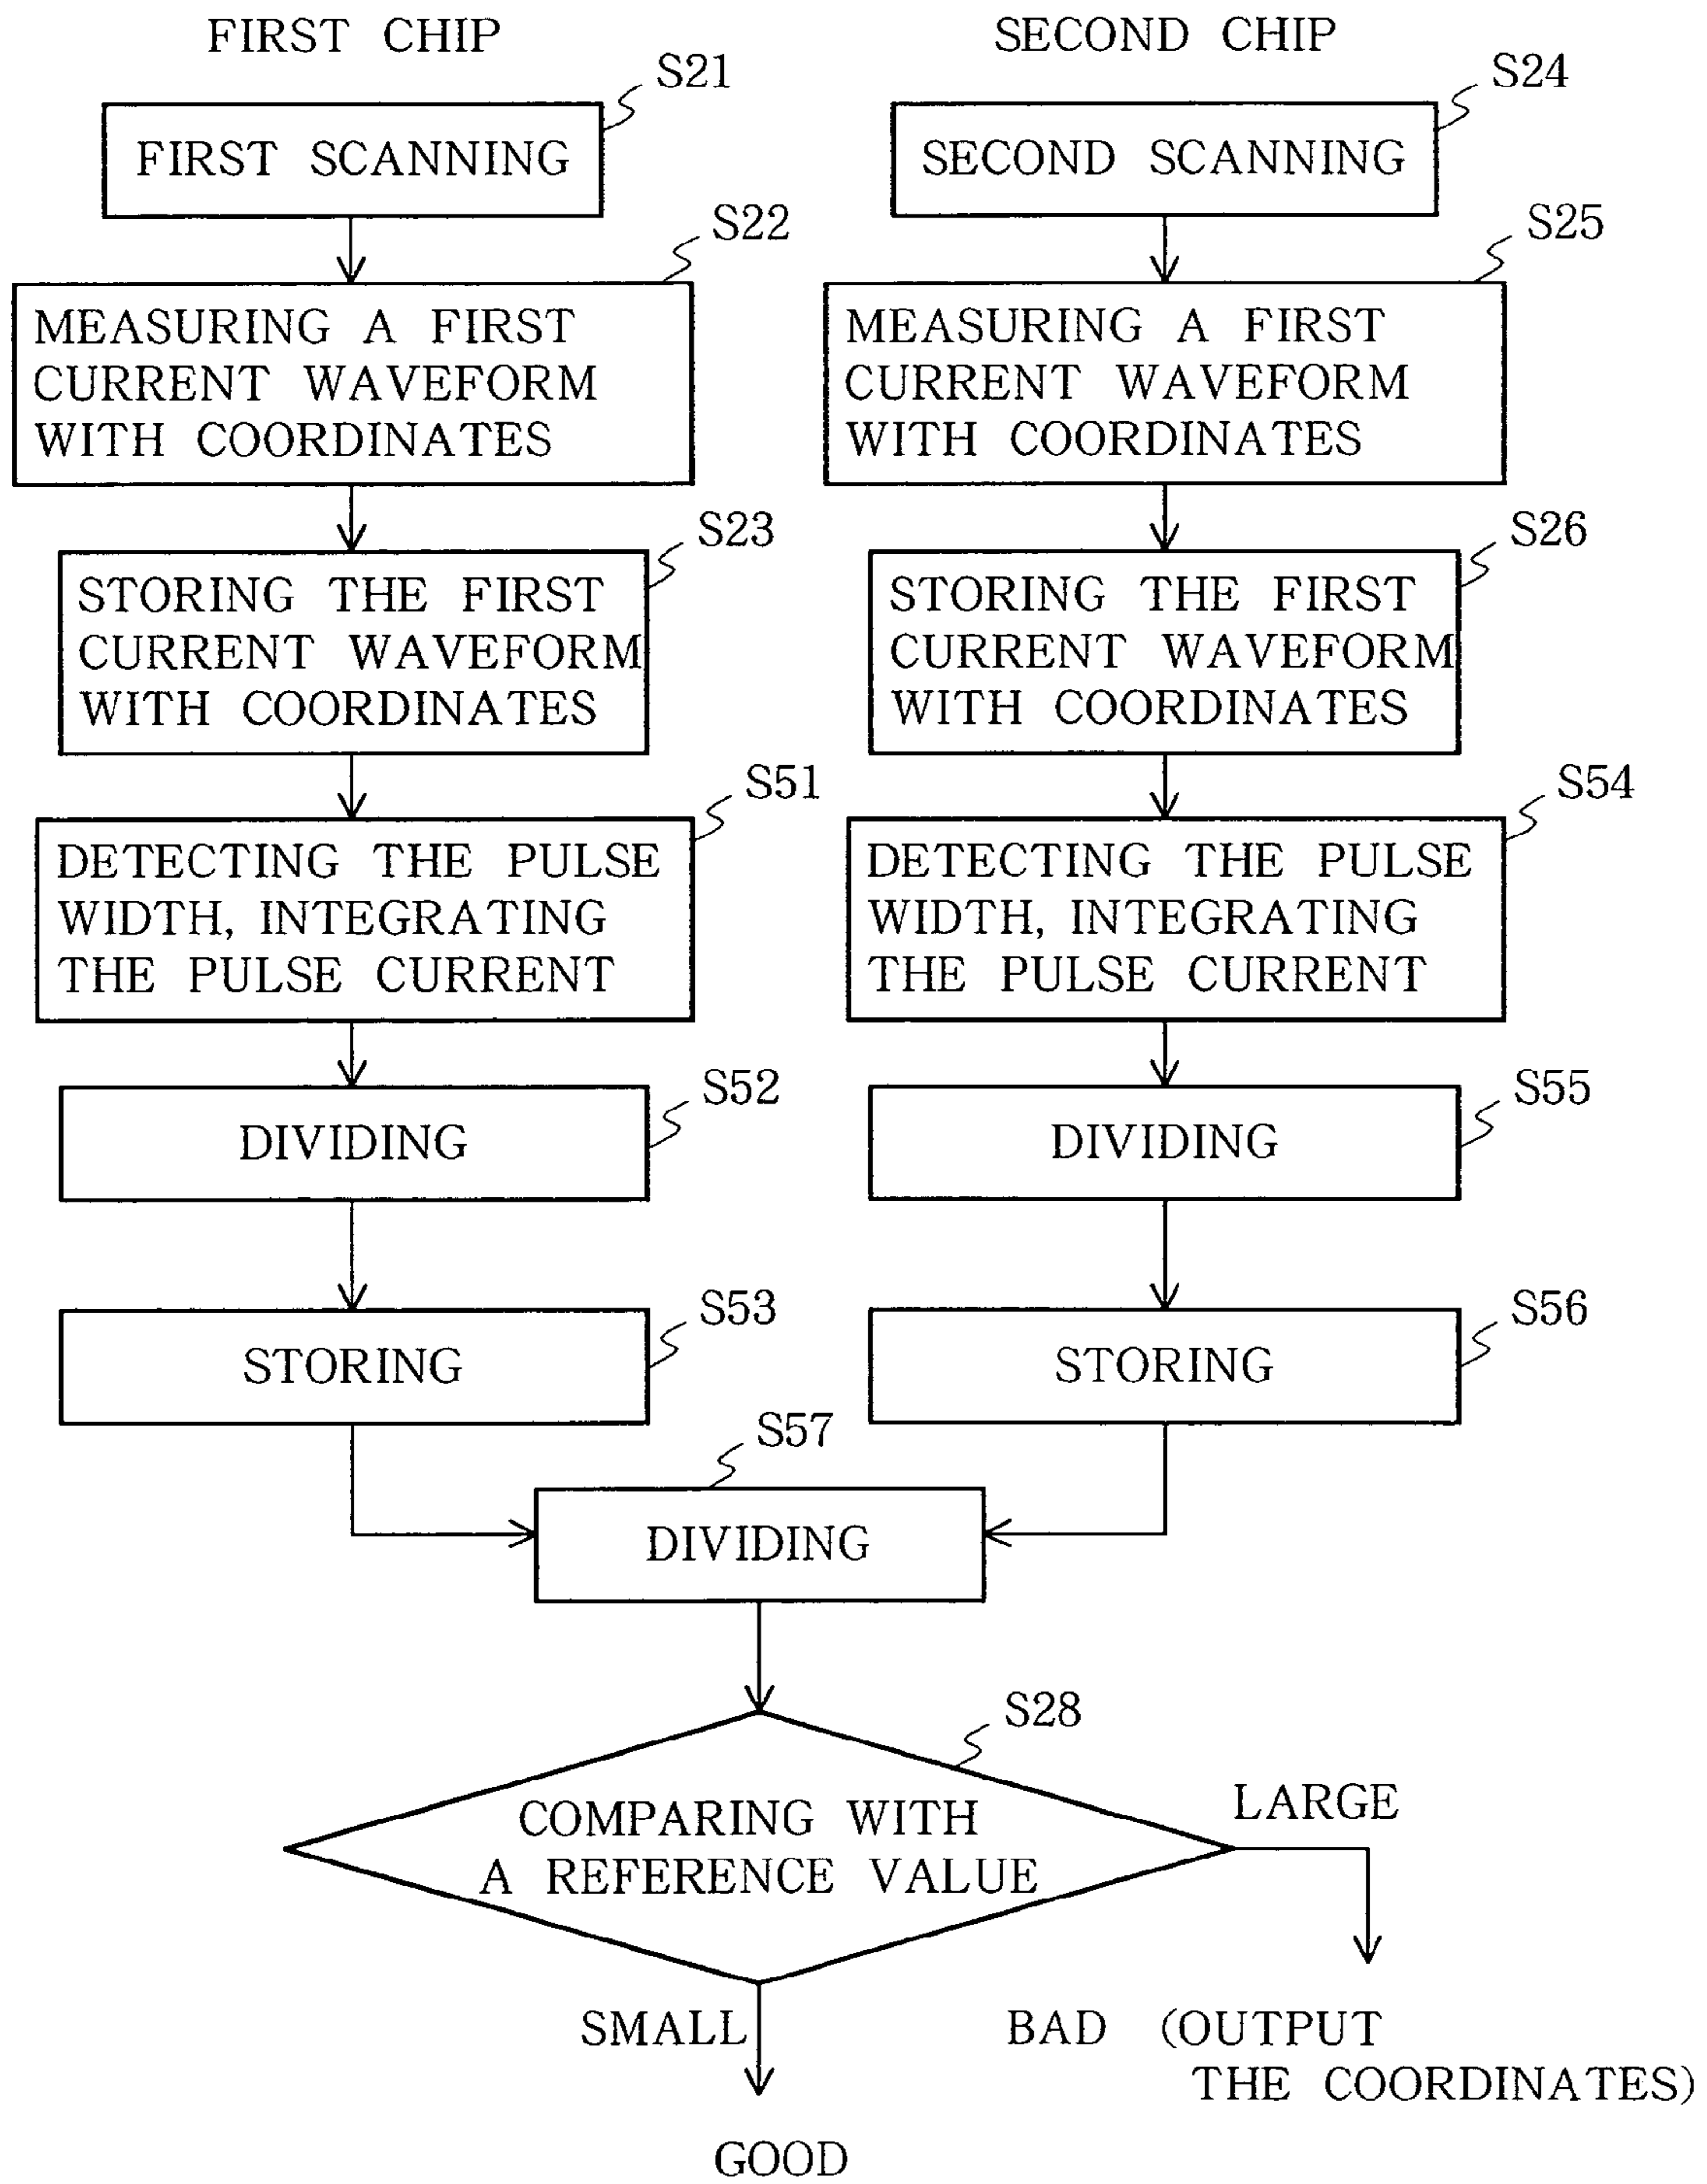 FIRST CHIP
SECOND CHIP
S21
FIRST SCANNING
S24
SECOND SCANNING
S22
MEASURING A FIRST
CURRENT WAVEFORM
WITH COORDINATES
S25
MEASURING A FIRST
CURRENT WAVEFORM
WITH COORDINATES
S23
STORING THE FIRST
CURRENT WAVEFORM
WITH COORDINATES
S26
STORING THE FIRST
CURRENT WAVEFORM
WITH COORDINATES
S51
DETECTING THE PULSE
WIDTH, INTEGRATING
THE PULSE CURRENT
S54
DETECTING THE PULSE
WIDTH, INTEGRATING
THE PULSE CURRENT
S52
DIVIDING
S55
DIVIDING
S53
STORING
S56
STORING
S57
DIVIDING
S28
COMPARING WITH
A REFERENCE VALUE
LARGE
SMALL
BAD (OUTPUT
THE COORDINATES)
GOOD